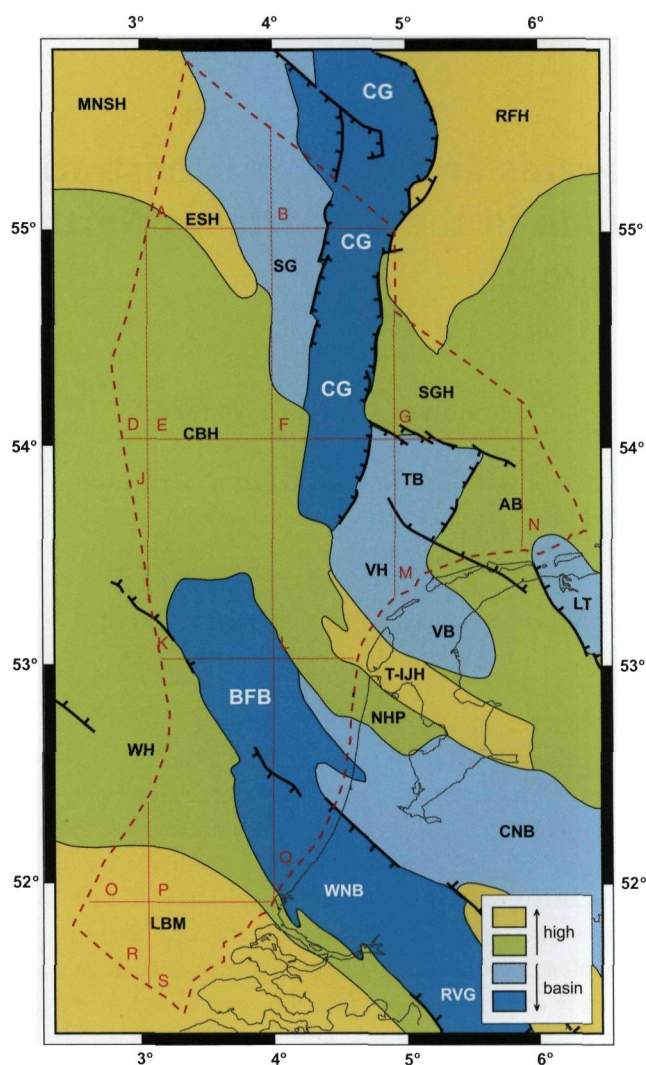 3° 4° 5° 6°
MNSH
CG
RFH
A
ESH
B
55°
CG
55°
SG
CG
SGH
D E
CBH
F
G
54°
54°
J
TB
AB
N
VH
M
LT
VB
K
L
53°
53°
T-IJH
BFB
NHP
WH
CNB
Q
52°
52°
O P
WNB
LBM
high
R
S
RVG
basin
3° 4° 5° 6°